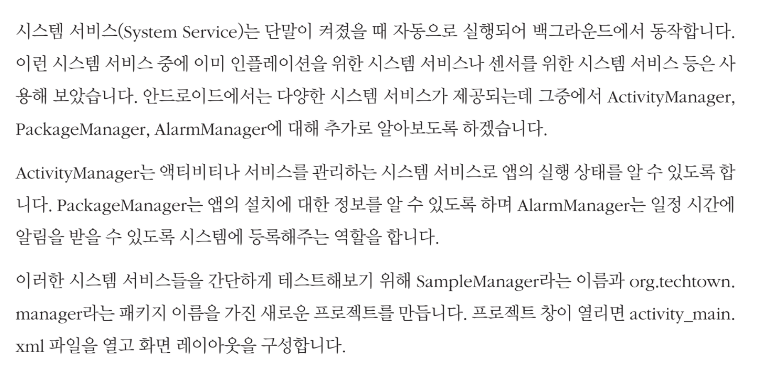 시스템 서비스(System Service)는 단말이 켜졌을 때 자동으로 실행되어 백그라운드에서 동작합니다.
이런 시스템 서비스 중에 이미 인플레이션을 위한 시스템 서비스나 센서를 위한 시스템 서비스 등은 사
용해 보았습니다. 안드로이드에서는 다양한 시스템 서비스가 제공되는데 그중에서 ActivityManager,
PackageManager, AlarmManager에 대해 추가로 알아보도록 하겠습니다.
ActivityManager는 액티비티나 서비스를 관리하는 시스템 서비스로 앱의 실행 상태를 알 수 있도록 합
니다. PackageManager는 앱의 설치에 대한 정보를 알 수 있도록 하며 AlarmManager는 일정 시간에
알림을 받을 수 있도록 시스템에 등록해주는 역할을 합니다.
이러한 시스템 서비스들을 간단하게 테스트해보기 위해 SampleManager라는 이름과 org.techtown.
manager라는 패키지 이름을 가진 새로운 프로젝트를 만듭니다. 프로젝트 창이 열리면 activity_main.
xml 파일을 열고 화면 레이아웃을 구성합니다.